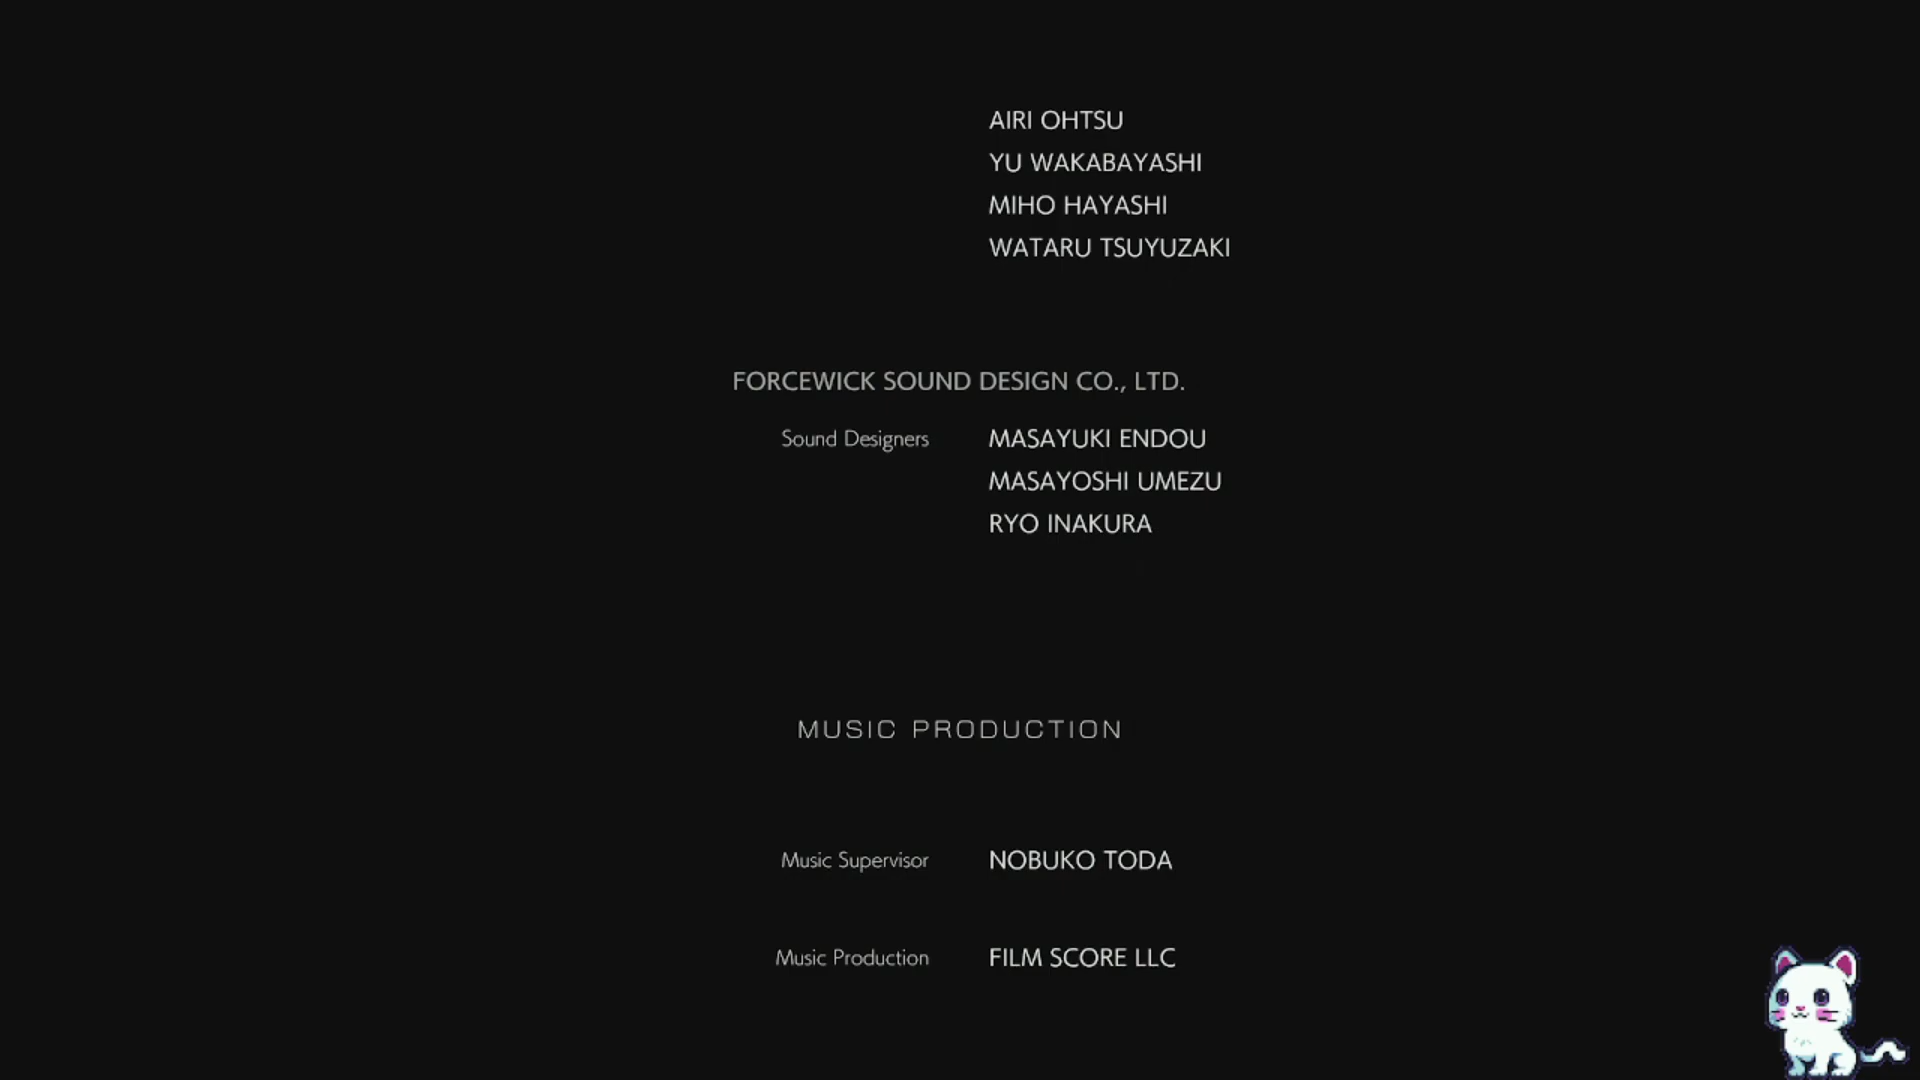 AIRI OHTSU
YU WAKABAYASHI
MIHO HAYASHI
WATARU TSUYUZAKI
FORCEWICK SOUND DESIGN CO., LTD.
Sound Designers MASAYUKI ENDOU
MASAYOSHI UMEZU
RYO INAKURA
MUSIC PRODUCTION
Music Supervisor NOBUKO TODA
Music Production FILM SCORE LLC